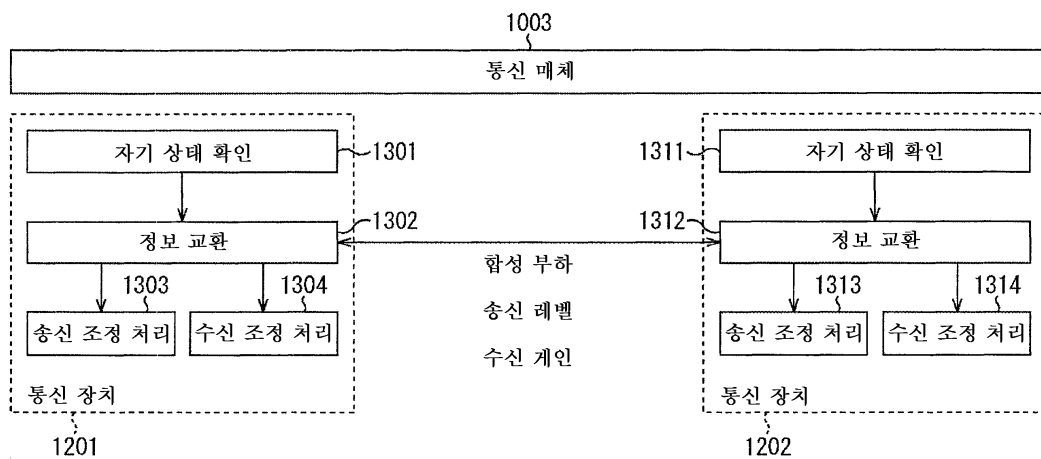 1003
통신 매체
자기 상태 확인
1301
1311
자기 상태 확인
정보 교환
1302
1312
정보 교환
합성 부하
1303
1304
송신 레벨
1313
1314
송신 조정 처리
수신 조정 처리
수신 게인
송신 조정 처리
수신 조정 처리
통신 장치
통신 장치
1201
1202